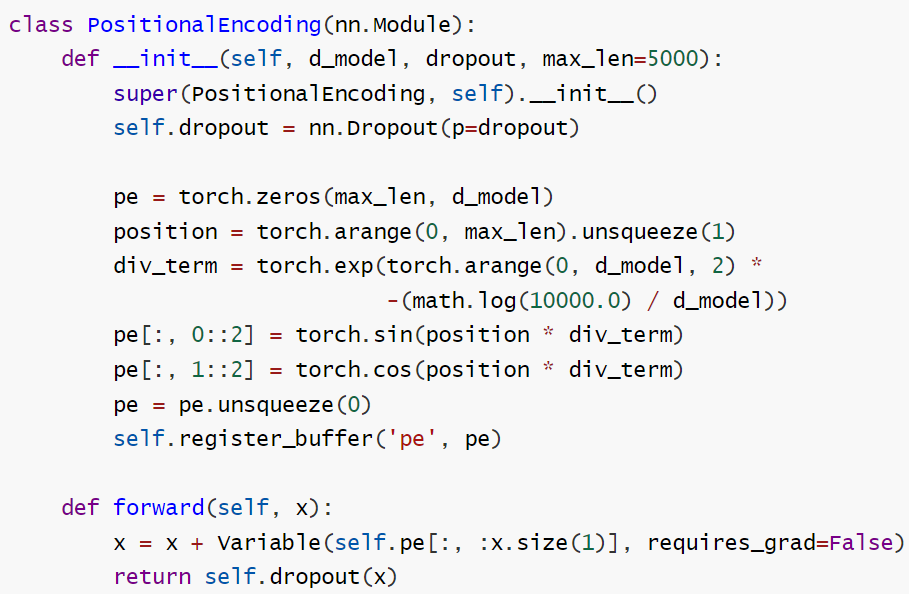 class PositionalEncoding(nn.Module):
    def __init__(self, d_model, dropout, max_len=5000):
        super(PositionalEncoding, self).__init__()
        self.dropout = nn.Dropout(p=dropout)

        pe = torch.zeros(max_len, d_model)
        position = torch.arange(0, max_len).unsqueeze(1)
        div_term = torch.exp(torch.arange(0, d_model, 2) *
                             -(math.log(10000.0) / d_model))
        pe[:, 0::2] = torch.sin(position * div_term)
        pe[:, 1::2] = torch.cos(position * div_term)
        pe = pe.unsqueeze(0)
        self.register_buffer('pe', pe)

    def forward(self, x):
        x = x + Variable(self.pe[:, :x.size(1)], requires_grad=False)
        return self.dropout(x)